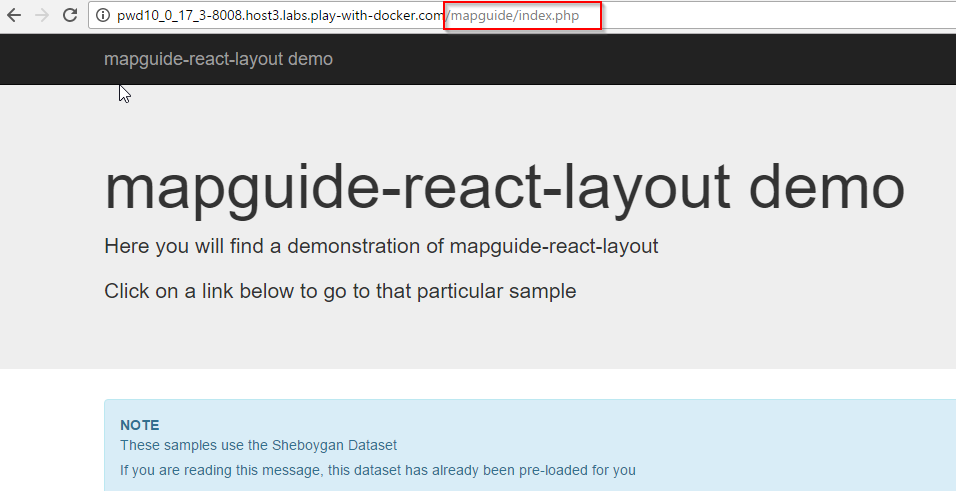 pwd10_0_17_3-8008.host3.labs.play-with-docker.com/mapguide/index.php
mapguide-react-layout demo
mapguide-react-layout demo
Here you will find a demonstration of mapguide-react-layout
Click on a link below to go to that particular sample
NOTE
These samples use the Sheboygan Dataset
If you are reading this message, this dataset has already been pre-loaded for you